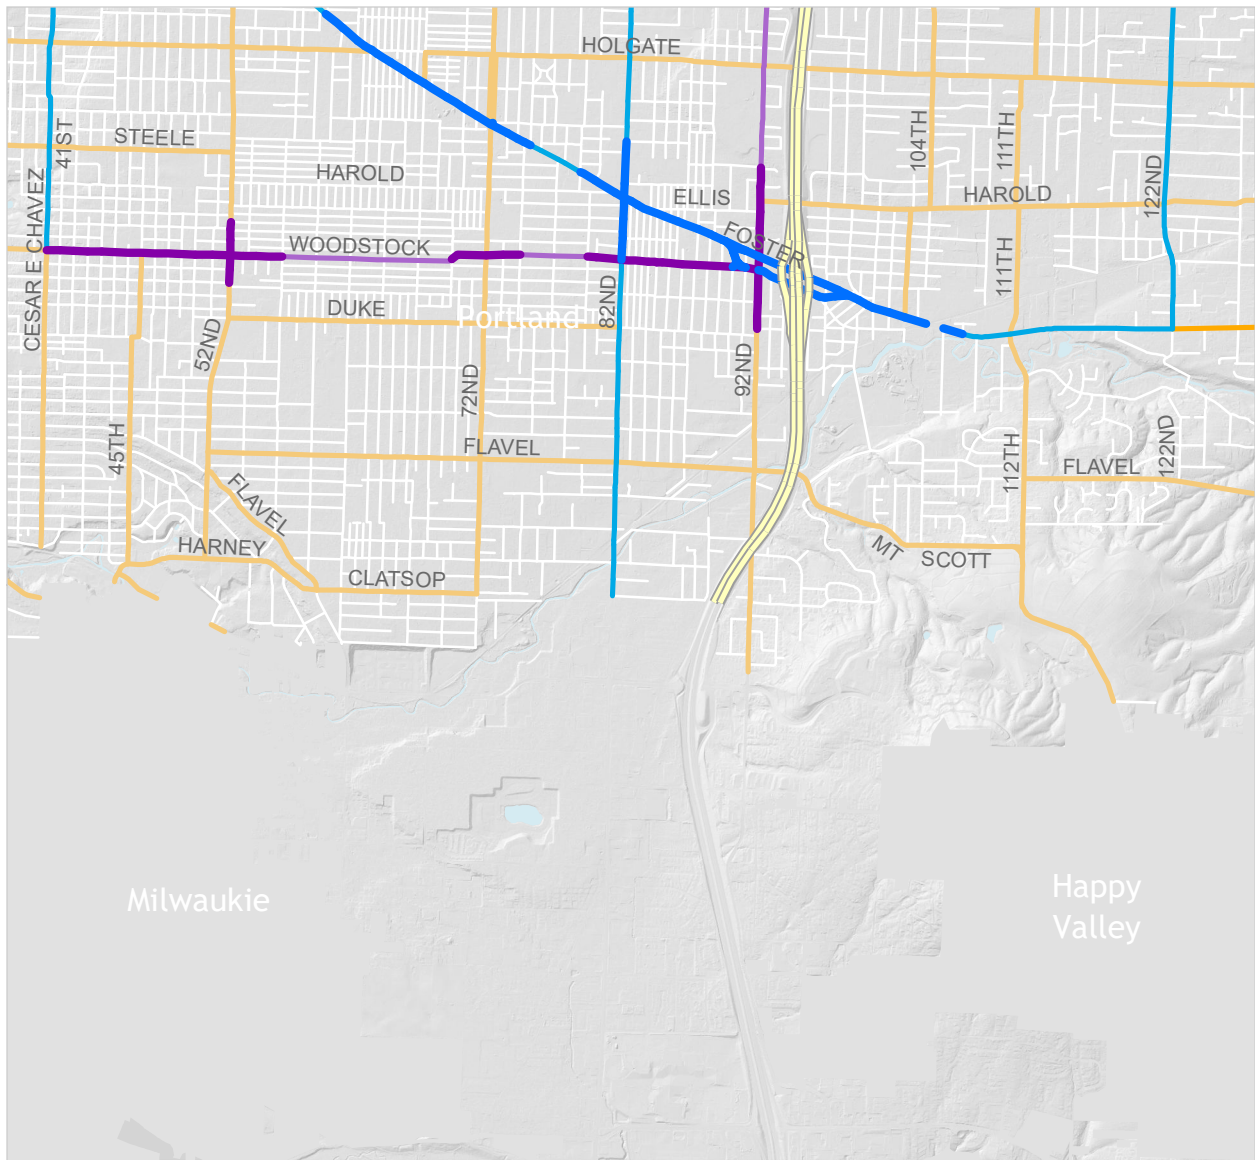 HOLGATE
41ST
STEELE
104TH
111TH
HAROLD
122ND
CESAR E CHAVEZ
ELLIS
HAROLD
WOODSTOCK
FOSTER
111TH
DUKE
Portland
82ND
52ND
92ND
72ND
45TH
FLAVEL
112TH
FLAVEL
122ND
FLAVEL
HARNEY
MT SCOTT
CLATSOP
Milwaukie
Happy
Valley